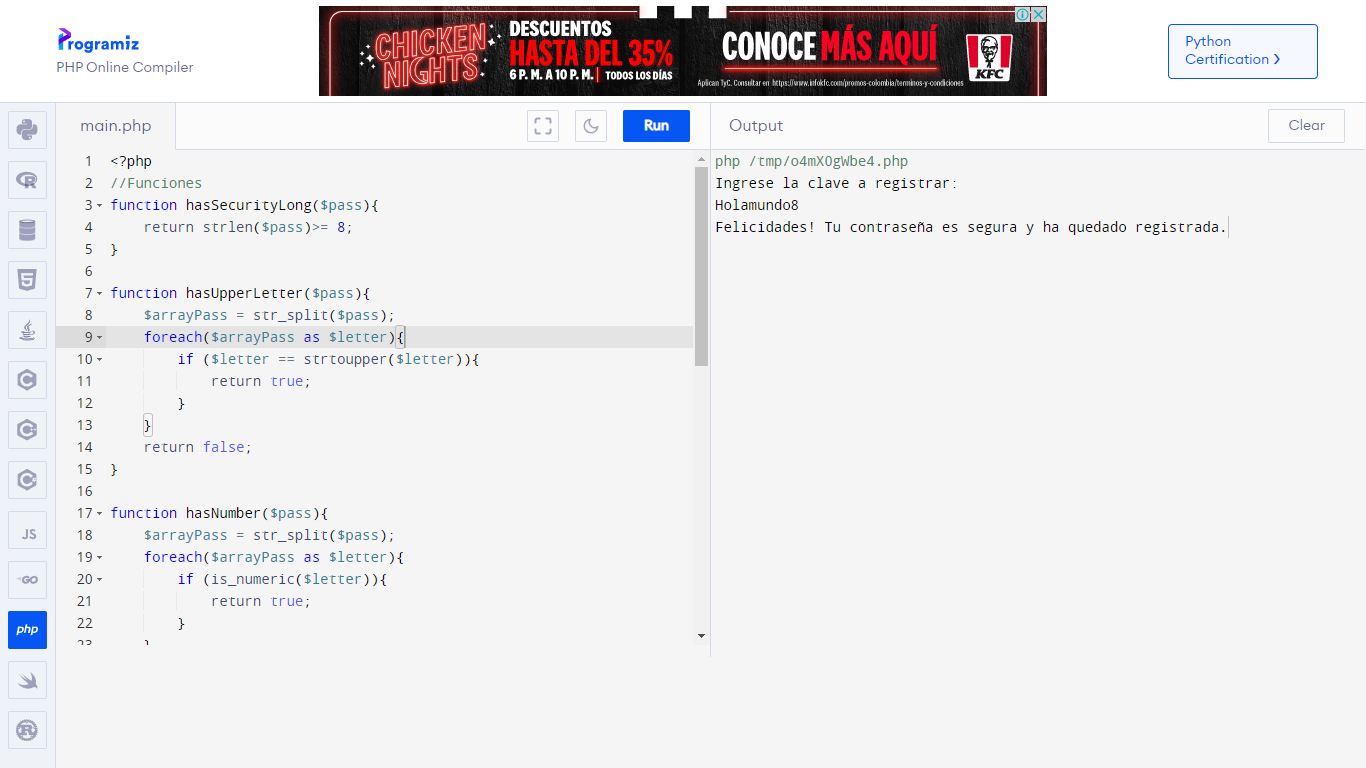 Programiz
PHP Online Compiler
CHICKEN NIGHTS
DESCUENTOS
HASTA DEL 35%
6 P. M. A 10 P. M. | TODOS LOS DÍAS
CONOCE MÁS AQUÍ
Aplican TyC. Consultar en https://www.infokfc.com/promos-colombia/terminos-y-condiciones
KFC
Python
Certification
main.php
Run
Output
Clear
1 <?php
2 //Funciones
3 function hasSecurityLong($pass){
4     return strlen($pass)>= 8;
5 }
6
7 function hasUpperLetter($pass){
8     $arrayPass = str_split($pass);
9     foreach($arrayPass as $letter){
10         if ($letter == strtoupper($letter)){
11             return true;
12         }
13     }
14     return false;
15 }
16
17 function hasNumber($pass){
18     $arrayPass = str_split($pass);
19     foreach($arrayPass as $letter){
20         if (is_numeric($letter)){
21             return true;
22         }
23     }
php /tmp/o4mX0gWbe4.php
Ingrese la clave a registrar:
Holamundo8
Felicidades! Tu contraseña es segura y ha quedado registrada.
R
5
C
C
C
JS
GO
php
R